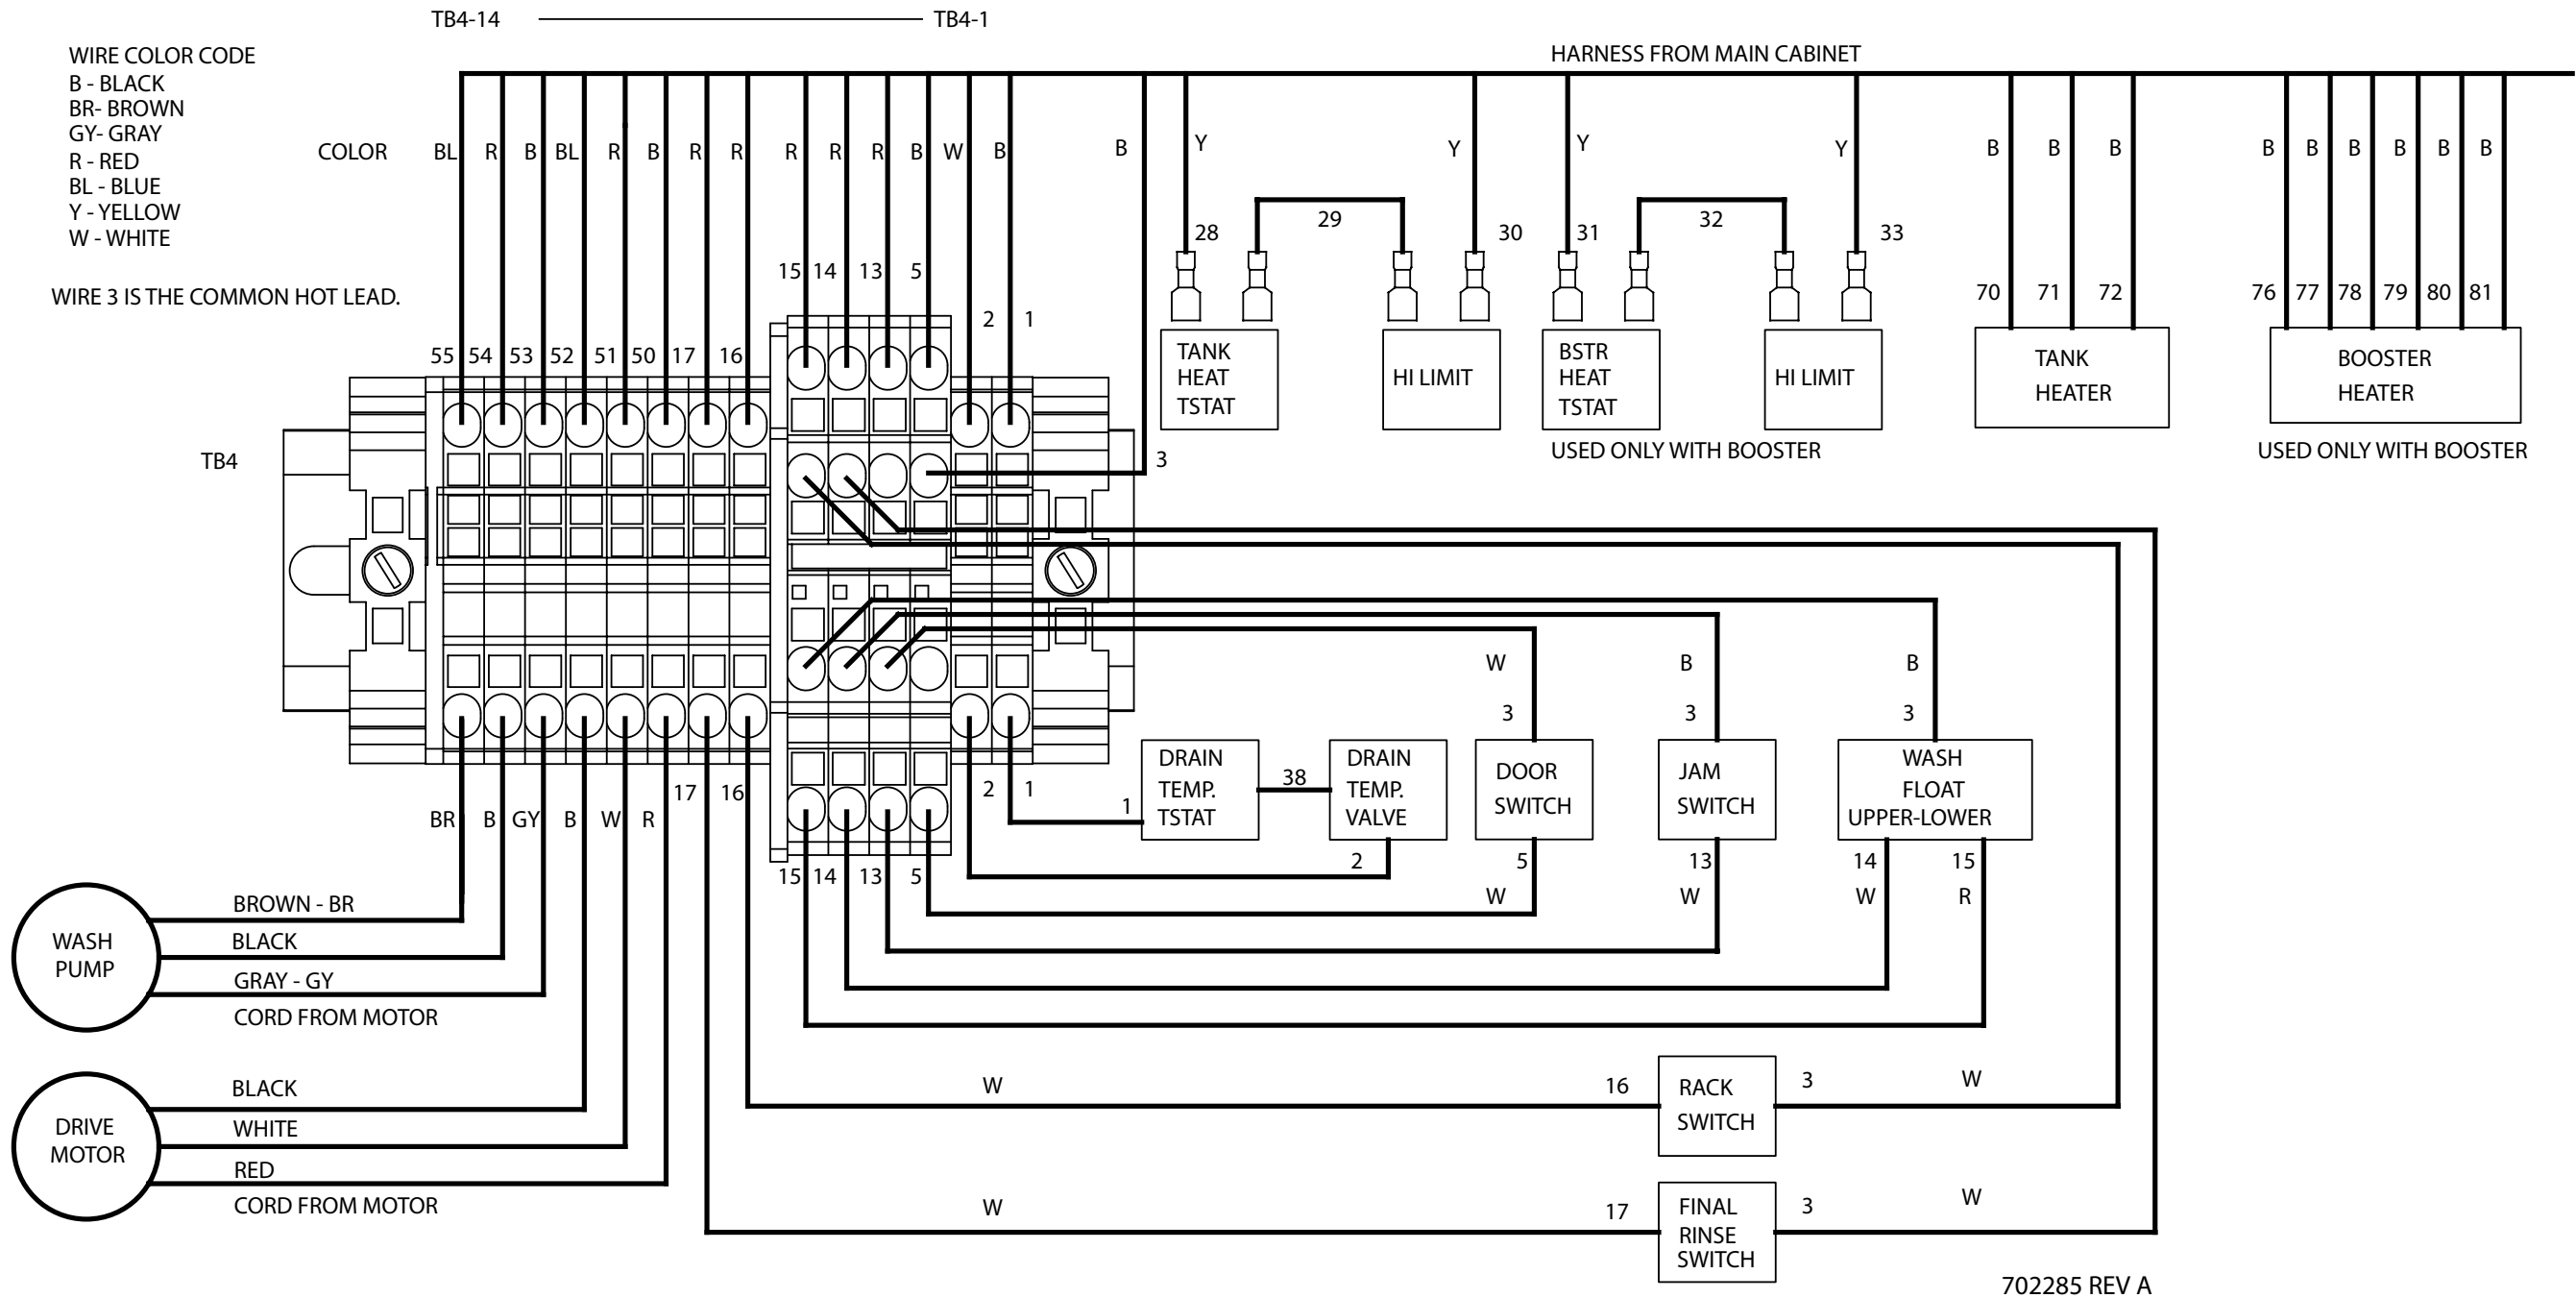 TB4-14 TB4-1
WIRE COLOR CODE
B - BLACK
BR- BROWN
GY- GRAY
R - RED
BL - BLUE
Y - YELLOW
W - WHITE
WIRE 3 IS THE COMMON HOT LEAD.
HARNESS FROM MAIN CABINET
COLOR BL R B BL R B R R R R R B W B B Y Y Y Y B B B B B B B B B
15 14 13 5
2 1
55 54 53 52 51 50 17 16
28 29 30 31 32 33
70 71 72 76 77 78 79 80 81
TANK
HEAT
TSTAT
HI LIMIT
BSTR
HEAT
TSTAT
HI LIMIT
USED ONLY WITH BOOSTER
TANK
HEATER
BOOSTER
HEATER
USED ONLY WITH BOOSTER
TB4
3
W B B
3 3 3
17 16
2 1
BR B GY B W R
15 14 13 5
1
DRAIN
TEMP.
TSTAT
38
DRAIN
TEMP.
VALVE
DOOR
SWITCH
JAM
SWITCH
WASH
FLOAT
UPPER-LOWER
2 5 13 14 15
W W W R
WASH
PUMP
BROWN - BR
BLACK
GRAY - GY
CORD FROM MOTOR
DRIVE
MOTOR
BLACK
WHITE
RED
CORD FROM MOTOR
W 16
RACK
SWITCH
3 W
W 17
FINAL
RINSE
SWITCH
3 W
702285 REV A